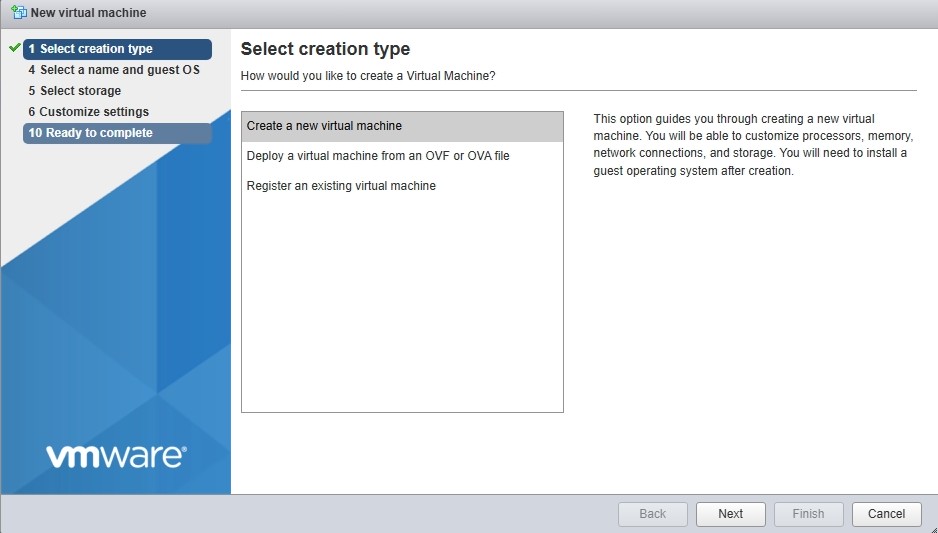 New virtual machine
1 Select creation type
4 Select a name and guest OS
5 Select storage
6 Customize settings
10 Ready to complete
vmware®
Select creation type
How would you like to create a Virtual Machine?
Create a new virtual machine
Deploy a virtual machine from an OVF or OVA file
Register an existing virtual machine
This option guides you through creating a new virtual
machine. You will be able to customize processors, memory,
network connections, and storage. You will need to install a
guest operating system after creation.
Back
Next
Finish
Cancel